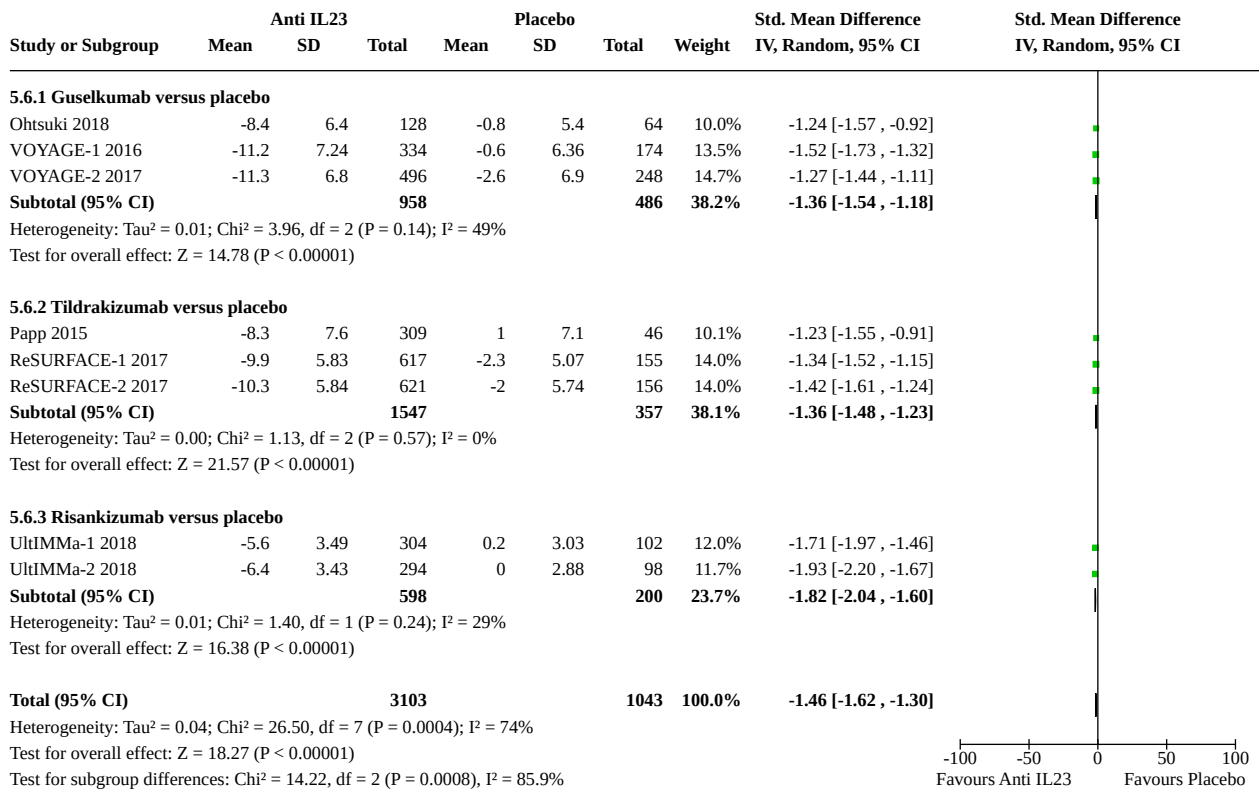 Anti IL23 Placebo Std. Mean Difference Std. Mean Difference
Study or Subgroup Mean SD Total Mean SD Total Weight IV, Random, 95% CI IV, Random, 95% CI
5.6.1 Guselkumab versus placebo
Ohtsuki 2018 -8.4 6.4 128 -0.8 5.4 64 10.0% -1.24 [-1.57 , -0.92]
VOYAGE-1 2016 -11.2 7.24 334 -0.6 6.36 174 13.5% -1.52 [-1.73 , -1.32]
VOYAGE-2 2017 -11.3 6.8 496 -2.6 6.9 248 14.7% -1.27 [-1.44 , -1.11]
Subtotal (95% CI) 958 486 38.2% -1.36 [-1.54 , -1.18]
Heterogeneity: Tau² = 0.01; Chi² = 3.96, df = 2 (P = 0.14); I² = 49%
Test for overall effect: Z = 14.78 (P < 0.00001)
5.6.2 Tildrakizumab versus placebo
Papp 2015 -8.3 7.6 309 1 7.1 46 10.1% -1.23 [-1.55 , -0.91]
ReSURFACE-1 2017 -9.9 5.83 617 -2.3 5.07 155 14.0% -1.34 [-1.52 , -1.15]
ReSURFACE-2 2017 -10.3 5.84 621 -2 5.74 156 14.0% -1.42 [-1.61 , -1.24]
Subtotal (95% CI) 1547 357 38.1% -1.36 [-1.48 , -1.23]
Heterogeneity: Tau² = 0.00; Chi² = 1.13, df = 2 (P = 0.57); I² = 0%
Test for overall effect: Z = 21.57 (P < 0.00001)
5.6.3 Risankizumab versus placebo
UltIMMa-1 2018 -5.6 3.49 304 0.2 3.03 102 12.0% -1.71 [-1.97 , -1.46]
UltIMMa-2 2018 -6.4 3.43 294 0 2.88 98 11.7% -1.93 [-2.20 , -1.67]
Subtotal (95% CI) 598 200 23.7% -1.82 [-2.04 , -1.60]
Heterogeneity: Tau² = 0.01; Chi² = 1.40, df = 1 (P = 0.24); I² = 29%
Test for overall effect: Z = 16.38 (P < 0.00001)
Total (95% CI) 3103 1043 100.0% -1.46 [-1.62 , -1.30]
Heterogeneity: Tau² = 0.04; Chi² = 26.50, df = 7 (P = 0.0004); I² = 74%
Test for overall effect: Z = 18.27 (P < 0.00001)
-100 -50 0 50 100
Test for subgroup differences: Chi² = 14.22, df = 2 (P = 0.0008), I² = 85.9%
Favours Anti IL23 Favours Placebo